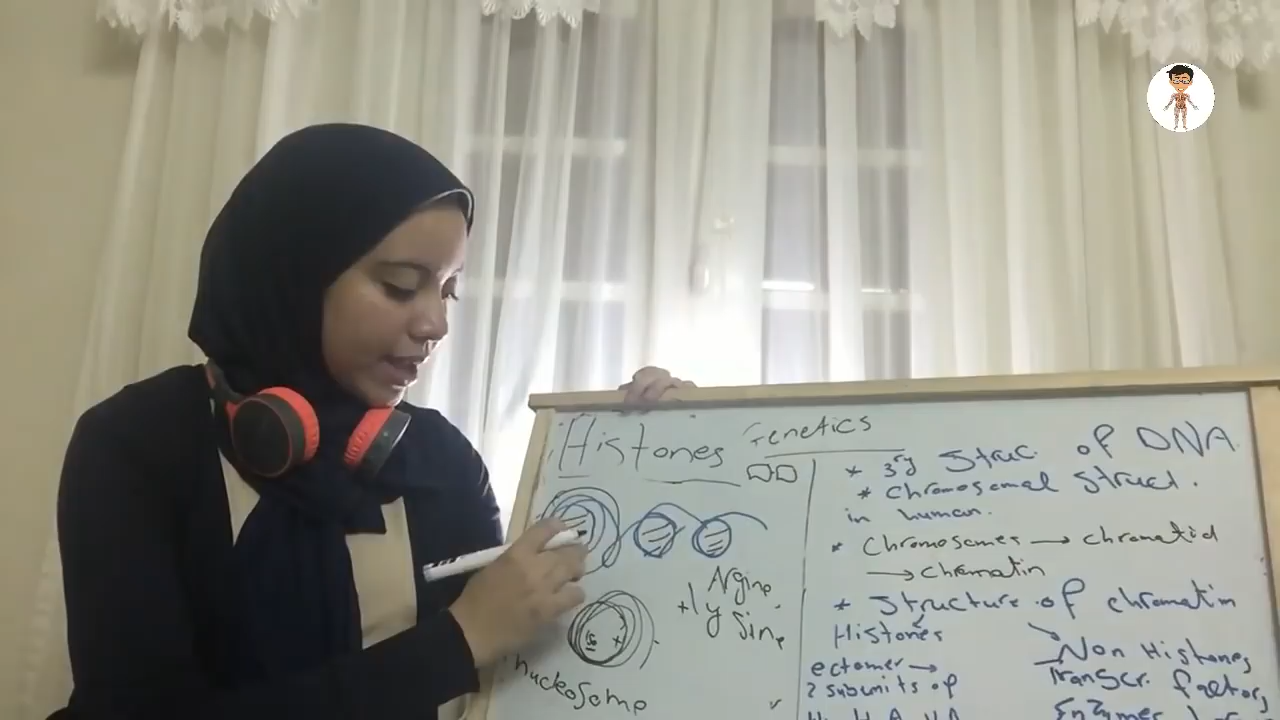 Histones Genetics
Argine
+ lysine
nucleosome
* 3ry Struc. of DNA
* Chromosomal Struct.
in human.
* Chromosomes → chromatid
→ chromatin
* Structure of chromatin
Histones
Non Histones
ectomer →
Transcr. factors
2 subunits of
Enzymes